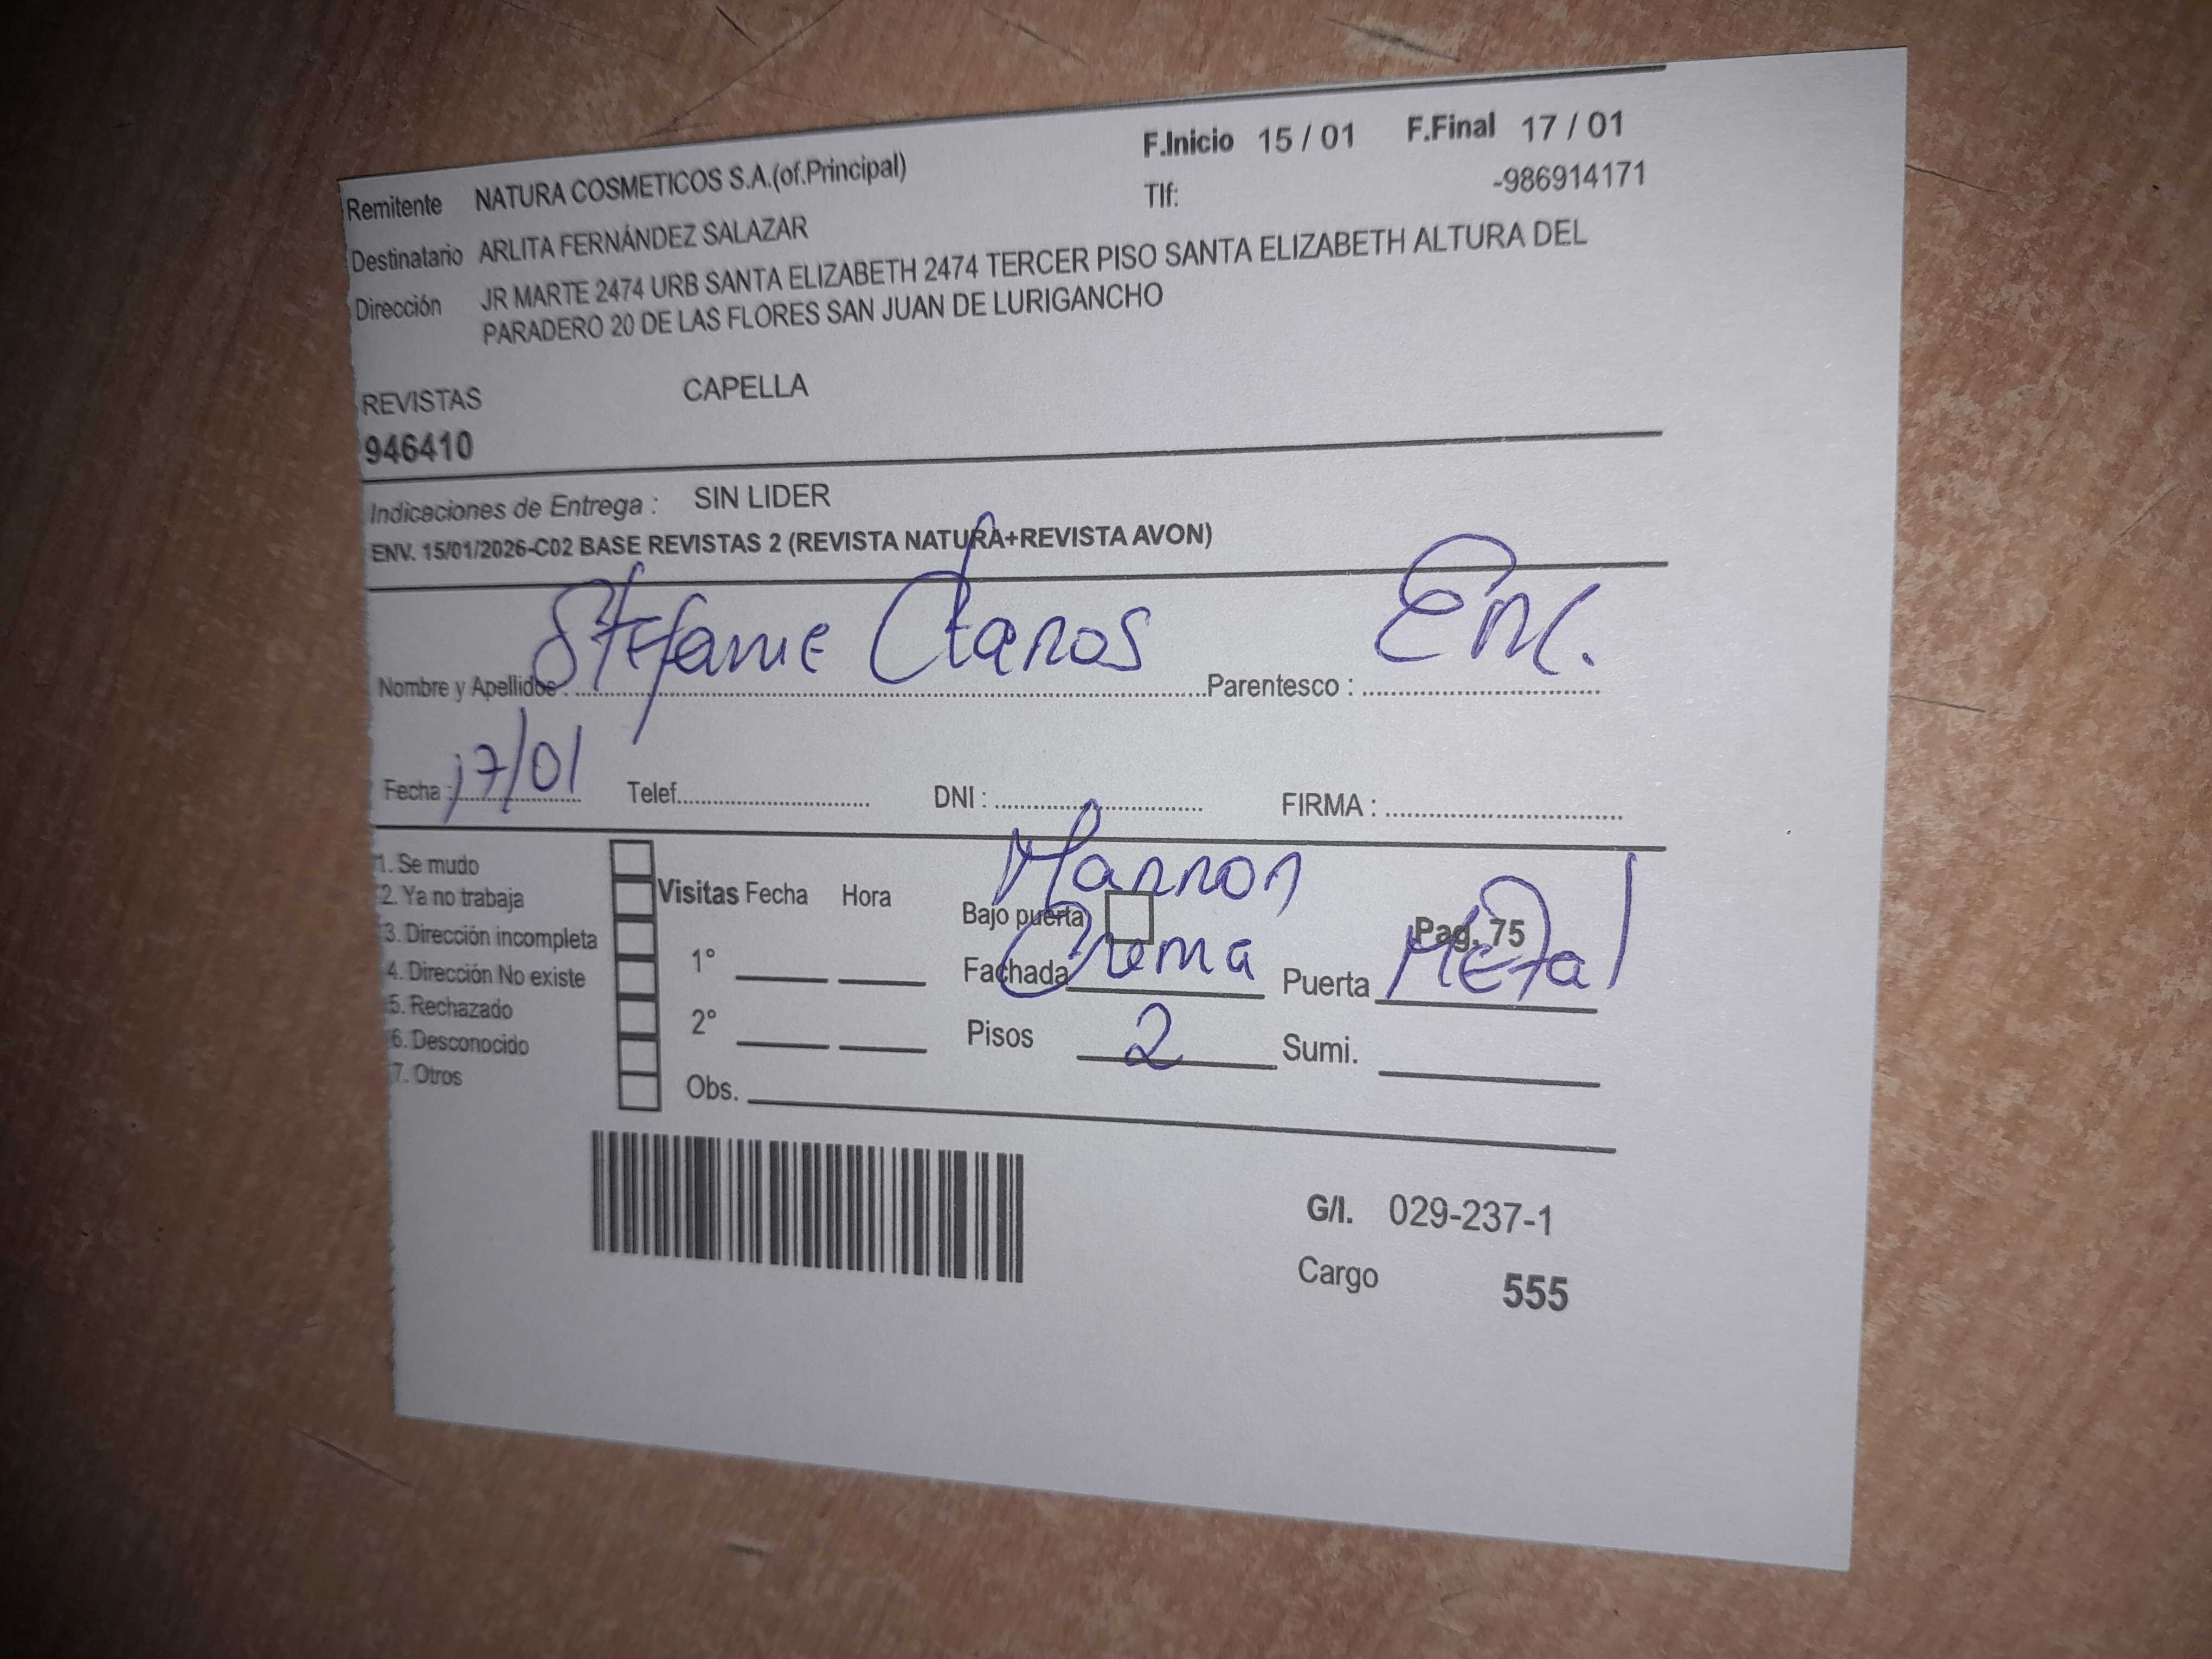 F.Inicio 15 / 01 F.Final 17 / 01
Remitente NATURA COSMETICOS S.A.(of.Principal)
Tlf: -986914171
Destinatario ARLITA FERNÁNDEZ SALAZAR
Dirección JR MARTE 2474 URB SANTA ELIZABETH 2474 TERCER PISO SANTA ELIZABETH ALTURA DEL
PARADERO 20 DE LAS FLORES SAN JUAN DE LURIGANCHO
REVISTAS CAPELLA
946410
Indicaciones de Entrega : SIN LIDER
ENV. 15/01/2026-C02 BASE REVISTAS 2 (REVISTA NATURA+REVISTA AVON)
Nombre y Apellidos : Stefanie Claros Parentesco : Enc.
Fecha : 17/01 Telef. DNI : FIRMA :
1. Se mudo
2. Ya no trabaja
3. Dirección incompleta
4. Dirección No existe
5. Rechazado
6. Desconocido
7. Otros
Visitas Fecha Hora
1°
2°
Obs.
Marron
Bajo puerta Pag. 75
Fachada Crema Puerta Metal
Pisos 2 Sumi.
G/I. 029-237-1
Cargo 555